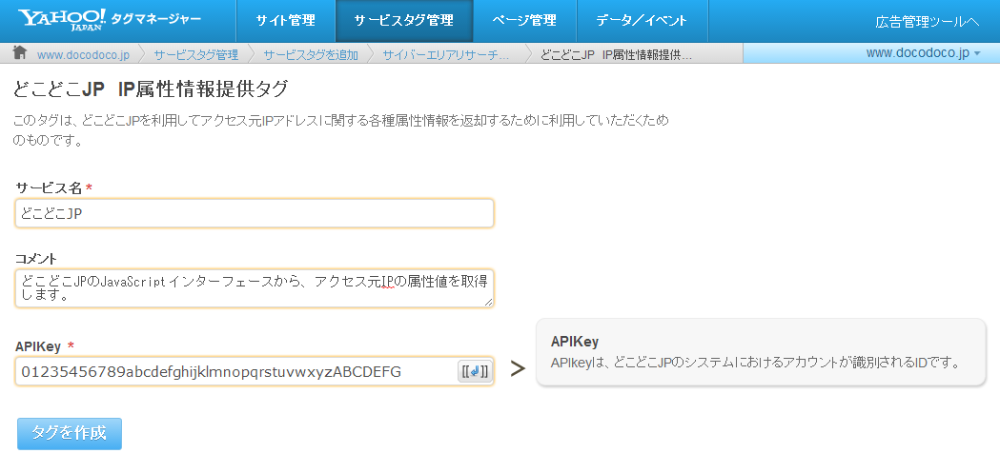 YAHOO! JAPAN タグマネージャー サイト管理 サービスタグ管理 ページ管理 データ／イベント 広告管理ツールへ
www.docodoco.jp サービスタグ管理 サービスタグを追加 サイバーエリアリサーチ... どこどこJP IP属性情報提供... www.docodoco.jp
どこどこJP IP属性情報提供タグ
このタグは、どこどこJPを利用してアクセス元IPアドレスに関する各種属性情報を返却するために利用していただくため
のものです。
サービス名 *
どこどこJP
コメント
どこどこJPのJavaScriptインターフェースから、アクセス元IPの属性値を取得
します。
APIKey *
01235456789abcdefghijklmnopqrstuvwxyzABCDEFG
APIKey
APIkeyは、どこどこJPのシステムにおけるアカウントが識別されるIDです。
タグを作成